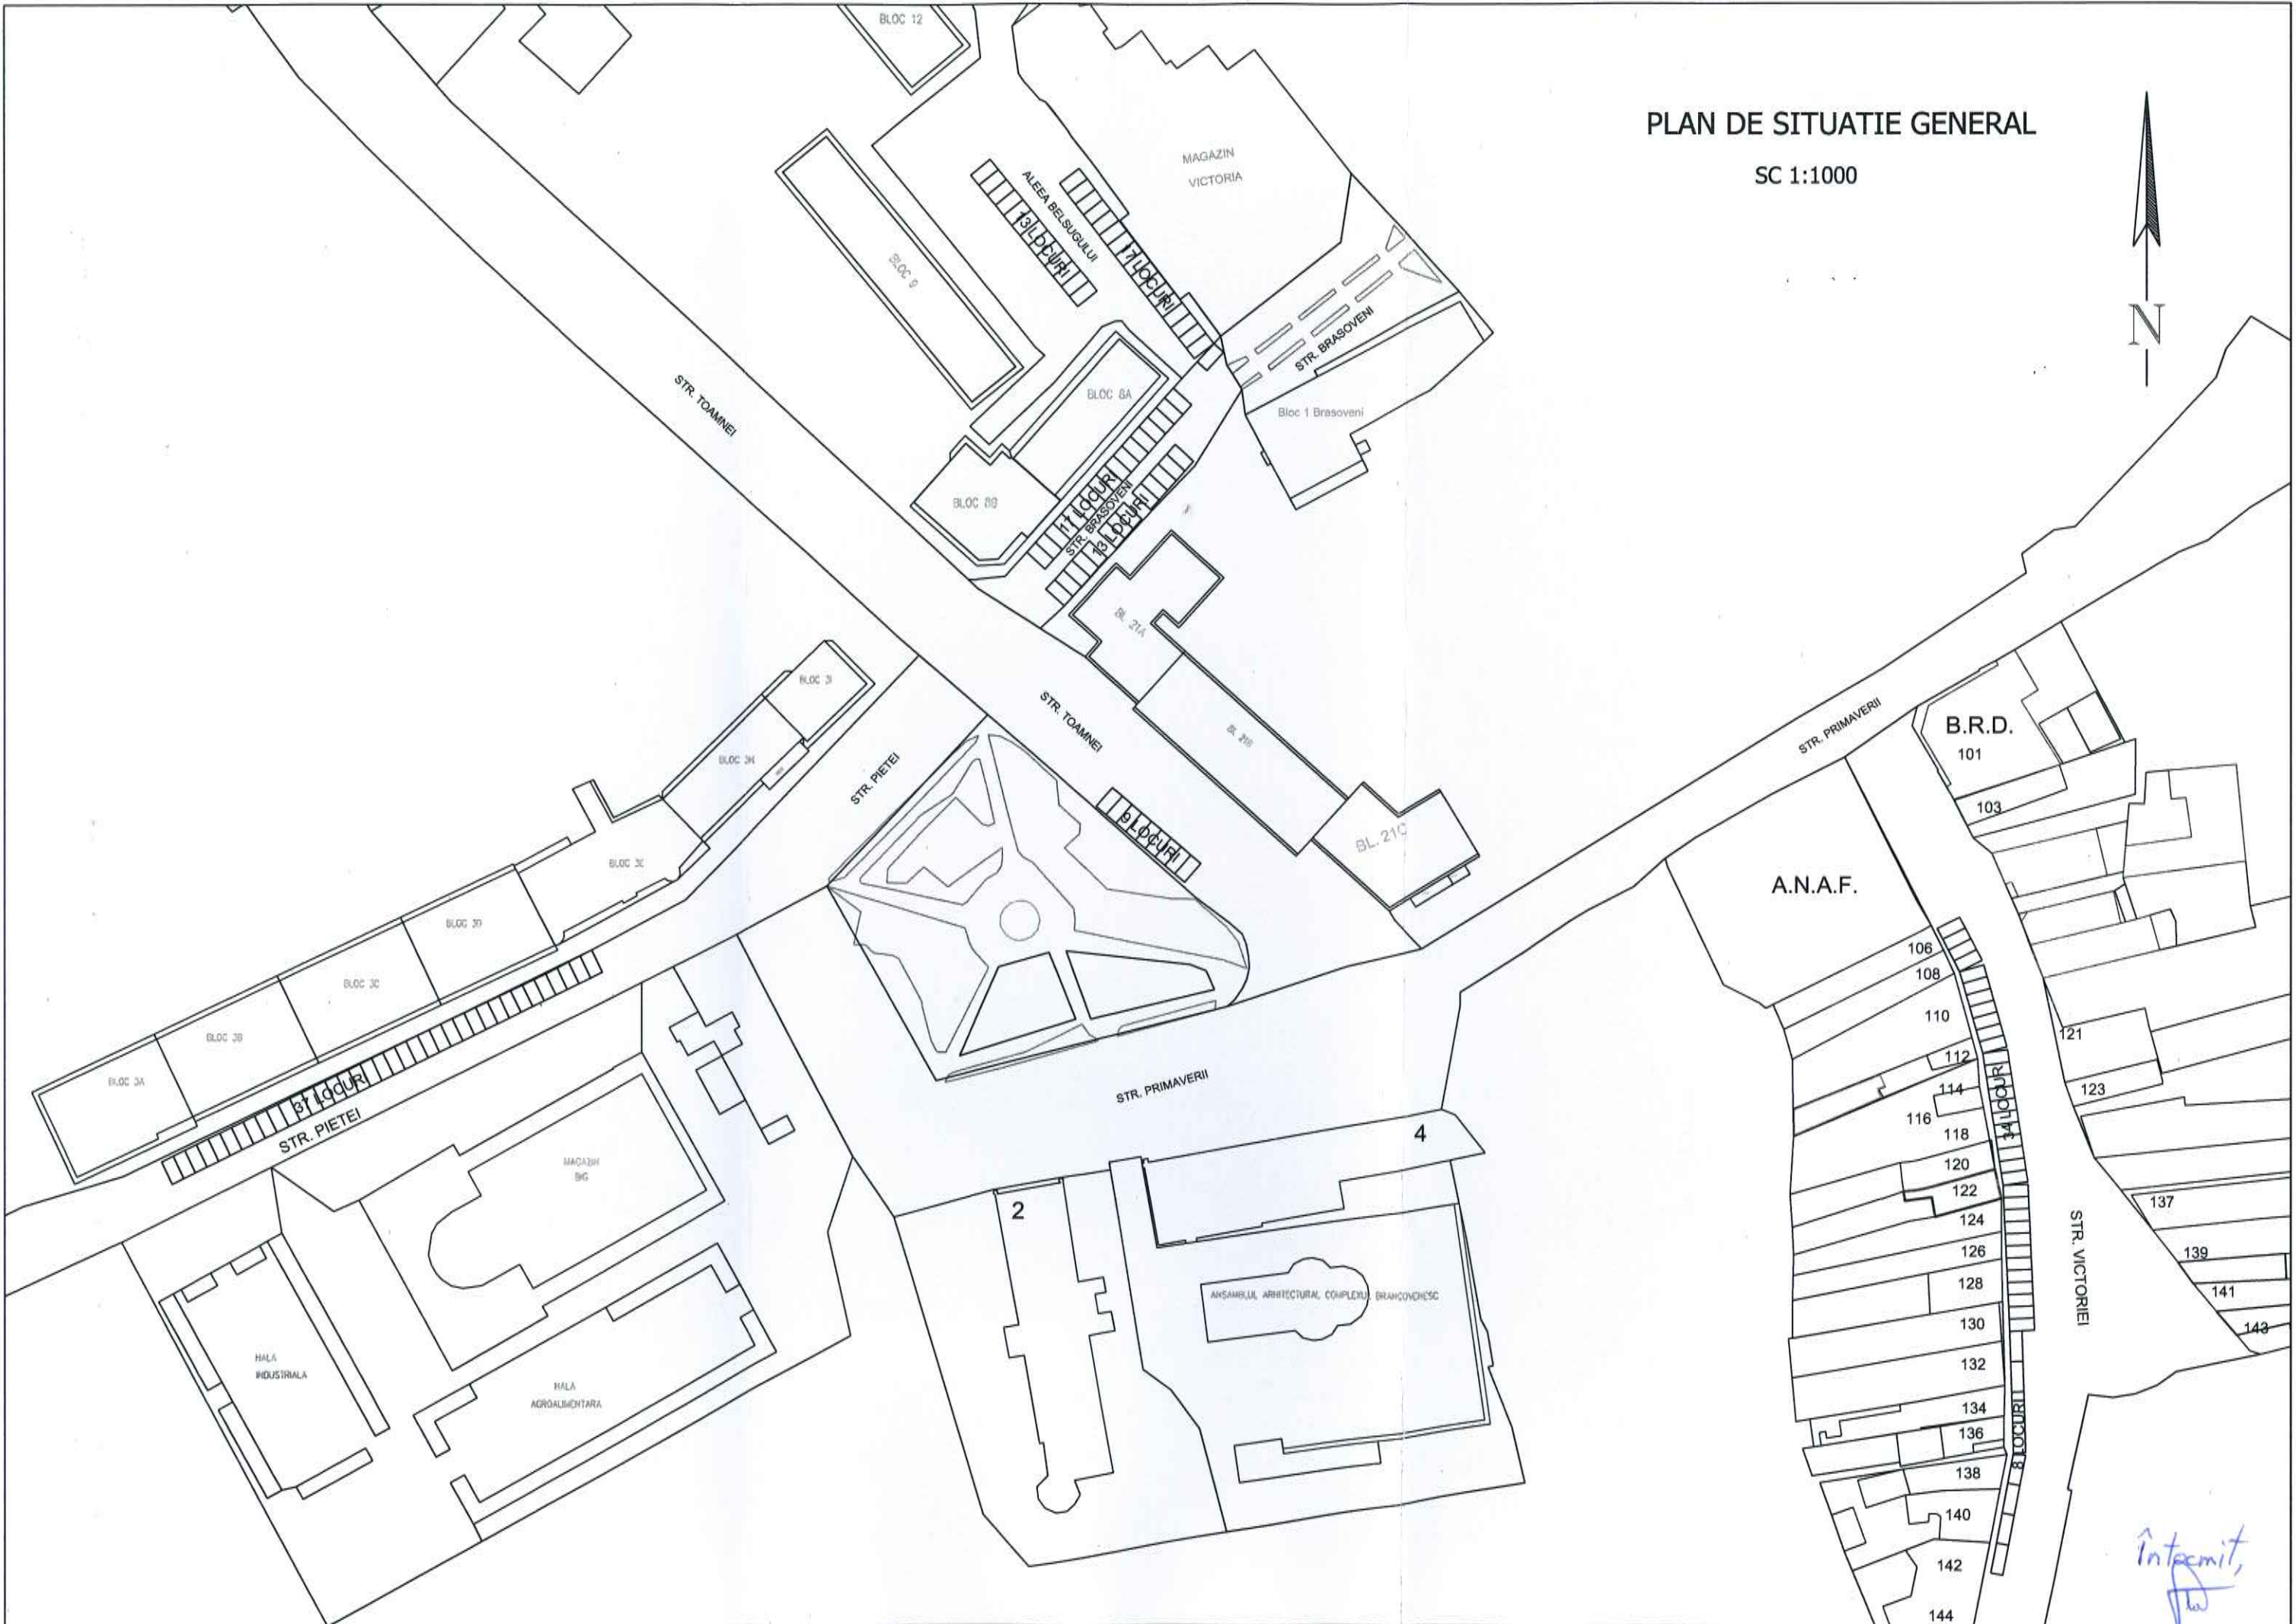 PLAN DE SITUATIE GENERAL
SC 1:1000
N
BLOC 12
MAGAZIN
VICTORIA
ALEEA BELSUGULUI
13 LOCURI
17 LOCURI
BLOC 9
STR. BRASOVENI
Bloc 1 Brasoveni
BLOC 8A
BLOC 8B
17 LOCURI
STR. BRASOVENI
13 LOCURI
STR. TOAMNEI
BL 21A
BL 21B
BL. 21C
STR. TOAMNEI
9 LOCURI
BLOC 3I
BLOC 3H
STR. PIETEI
BLOC 3E
BLOC 3D
BLOC 3C
BLOC 3B
BLOC 3A
37 LOCURI
STR. PIETEI
MAGAZIN
BIG
HALA
INDUSTRIALA
HALA
AGROALIMENTARA
STR. PRIMAVERII
2
4
ANSAMBLUL ARHITECTURAL COMPLEXUL BRANCOVENESC
STR. PRIMAVERII
B.R.D.
101
103
A.N.A.F.
106
108
110
112
114
116
118
120
122
124
126
128
130
132
134
136
138
140
142
144
34 LOCURI
8 LOCURI
STR. VICTORIEI
121
123
137
139
141
143
Întocmit,